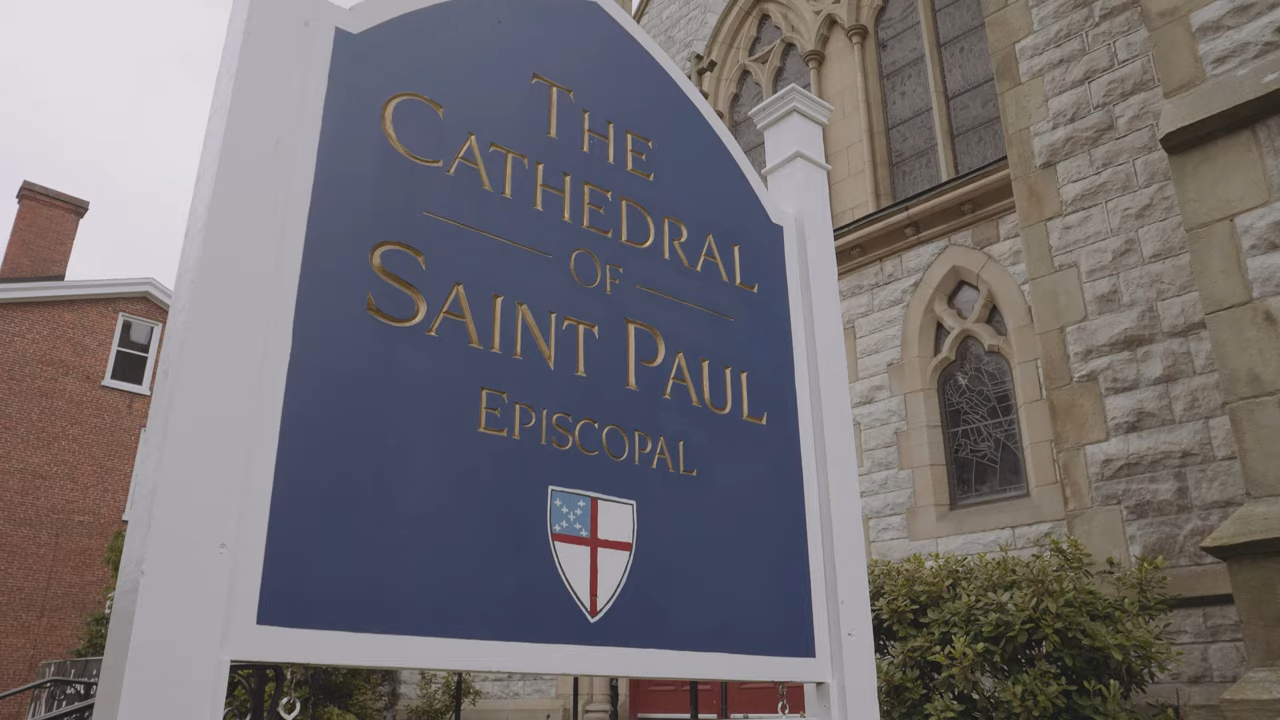 THE
CATHEDRAL
OF
SAINT PAUL
EPISCOPAL